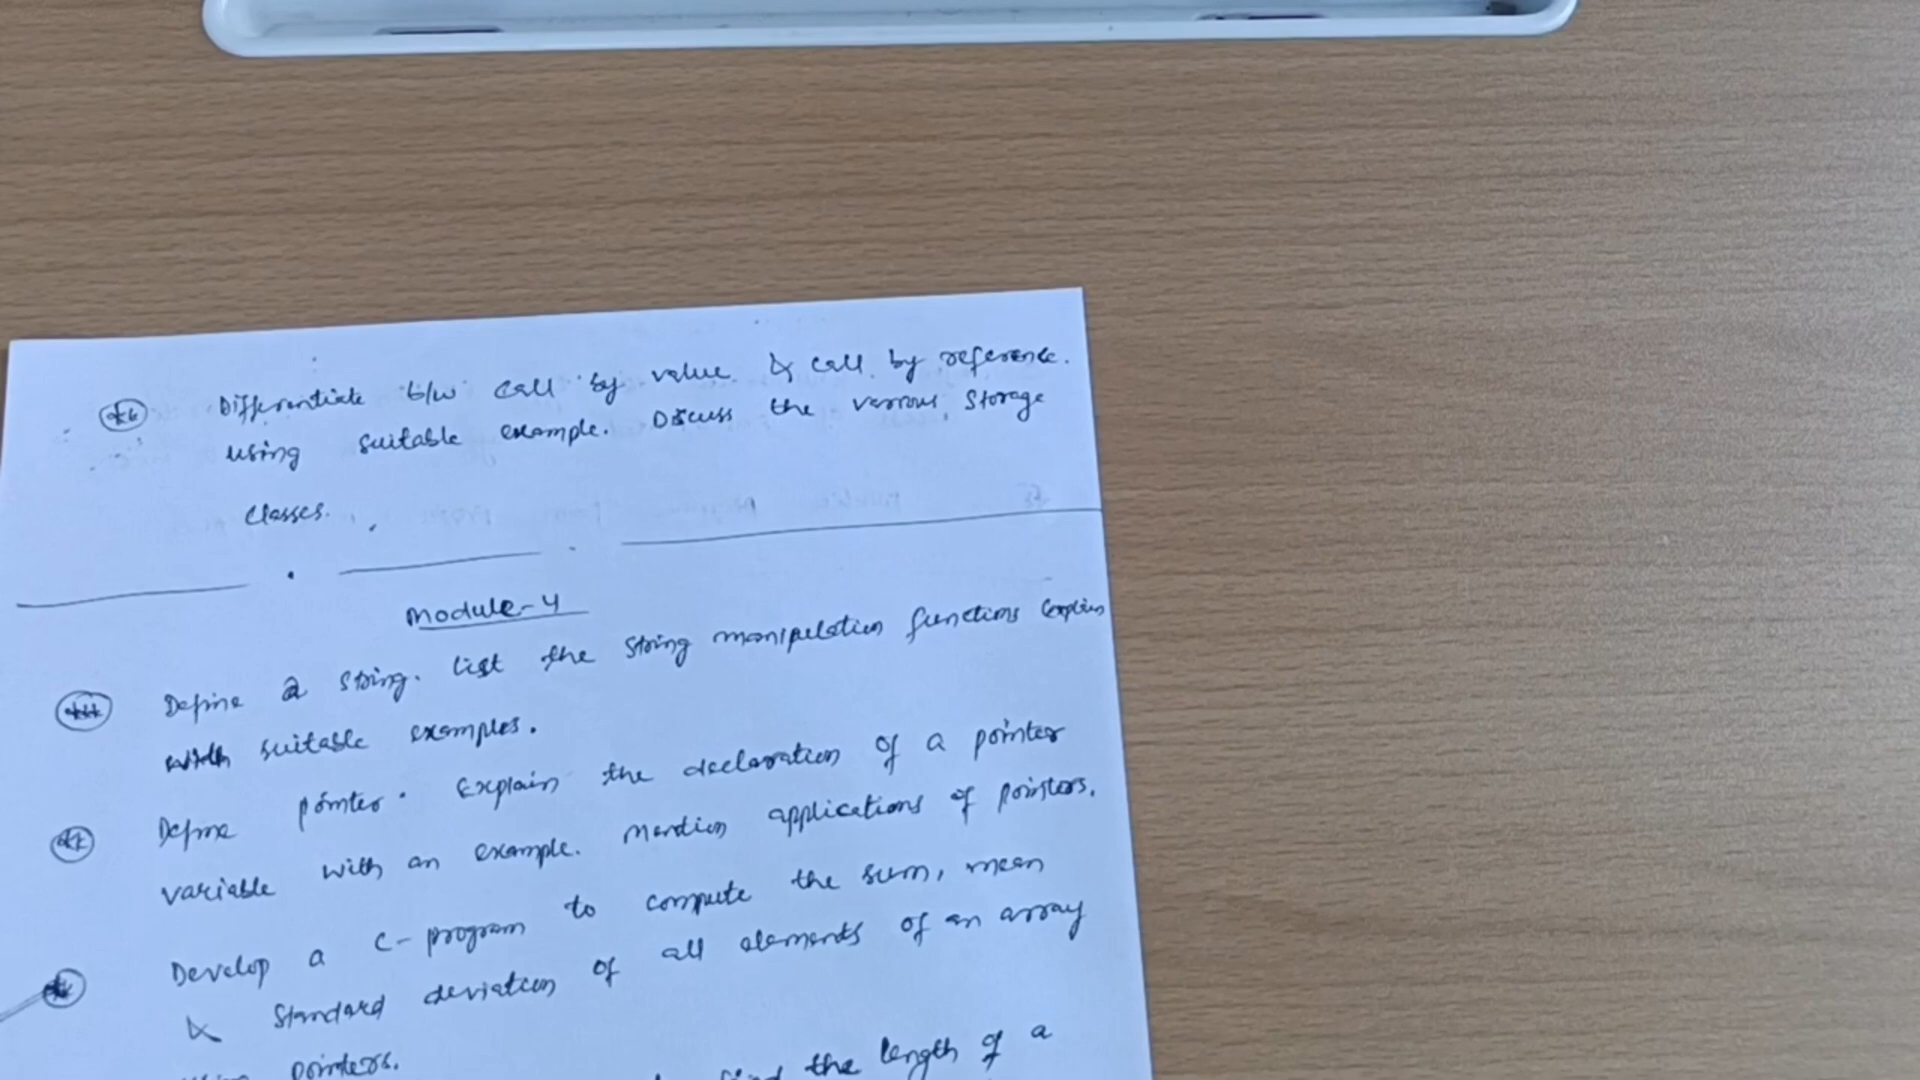 ** Differentiate b/w call by value & call by reference.
using suitable example. Discuss the various storage
classes.
Module-4
*** Define a string. List the string manipulation functions explain
with suitable examples.
** Define pointer. Explain the declaration of a pointer
variable with an example. Mention applications of pointers.
Develop a C-program to compute the sum, mean
& standard deviation of all elements of an array
pointers.
find the length of a